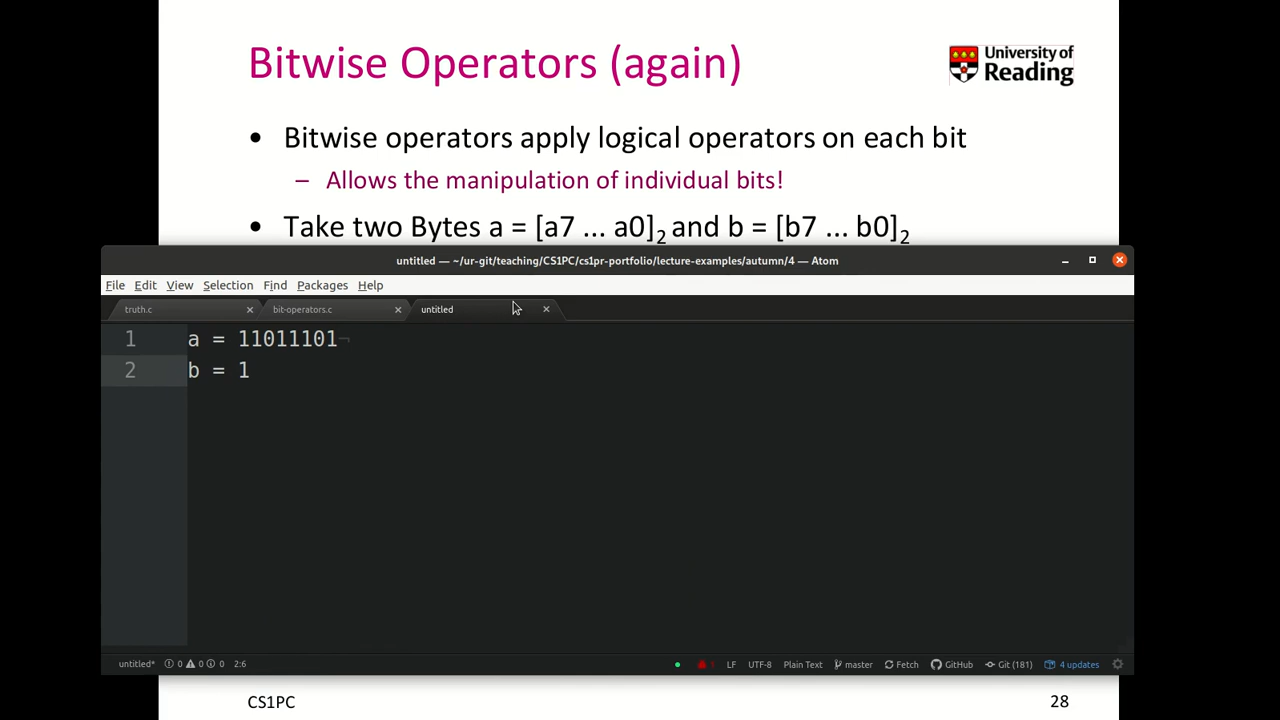 Bitwise Operators (again)
University of
Reading
• Bitwise operators apply logical operators on each bit
– Allows the manipulation of individual bits!
• Take two Bytes a = [a7 ... a0]2 and b = [b7 ... b0]2
untitled — ~/ur-git/teaching/CS1PC/cs1pr-portfolio/lecture-examples/autumn/4 — Atom
File Edit View Selection Find Packages Help
truth.c bit-operators.c untitled
1 a = 11011101¬
2 b = 1
untitled* 0 0 0 2:6 1 LF UTF-8 Plain Text master Fetch GitHub Git (181) 4 updates
CS1PC 28